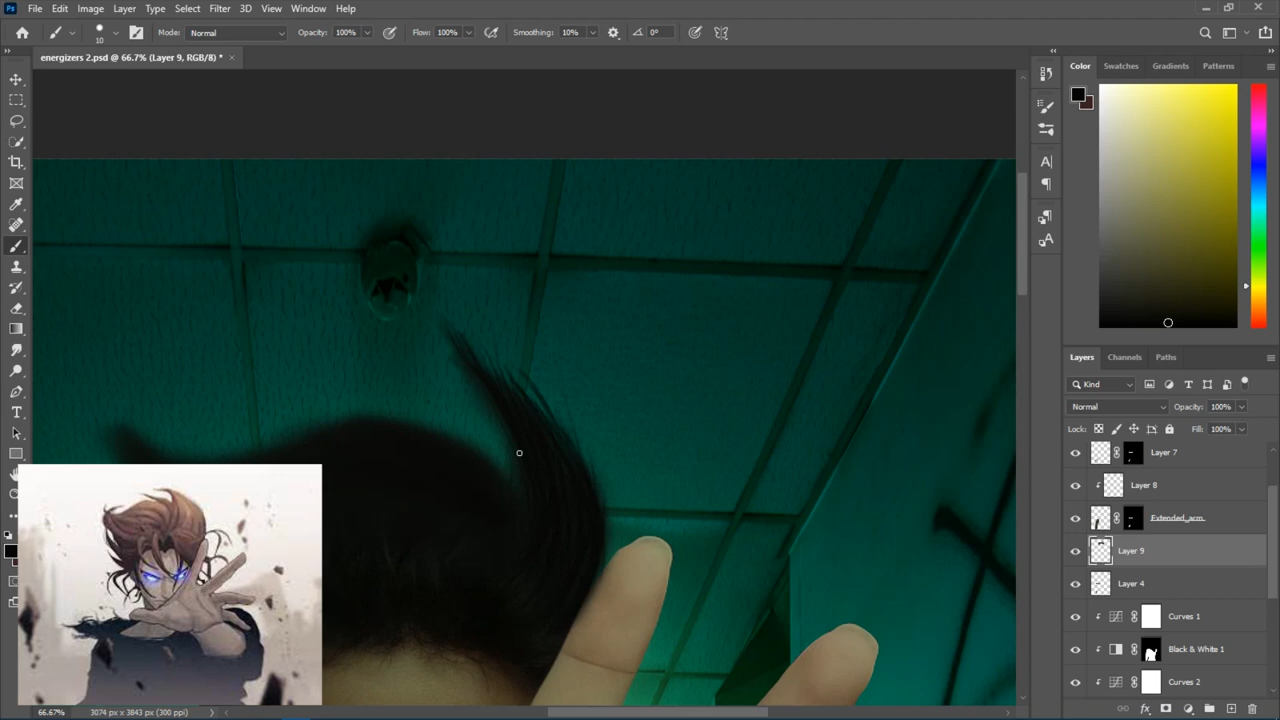 Ps File Edit Image Layer Type Select Filter 3D View Window Help
10 Mode: Normal Opacity: 100% Flow: 100% Smoothing: 10% 0°
energizers 2.psd @ 66.7% (Layer 9, RGB/8) *
Color Swatches Gradients Patterns
Layers Channels Paths
Kind
Normal Opacity: 100%
Lock: Fill: 100%
Layer 7
Layer 8
Extended_arm
Layer 9
Layer 4
Curves 1
Black & White 1
Curves 2
66.67% 3074 px x 3843 px (300 ppi)